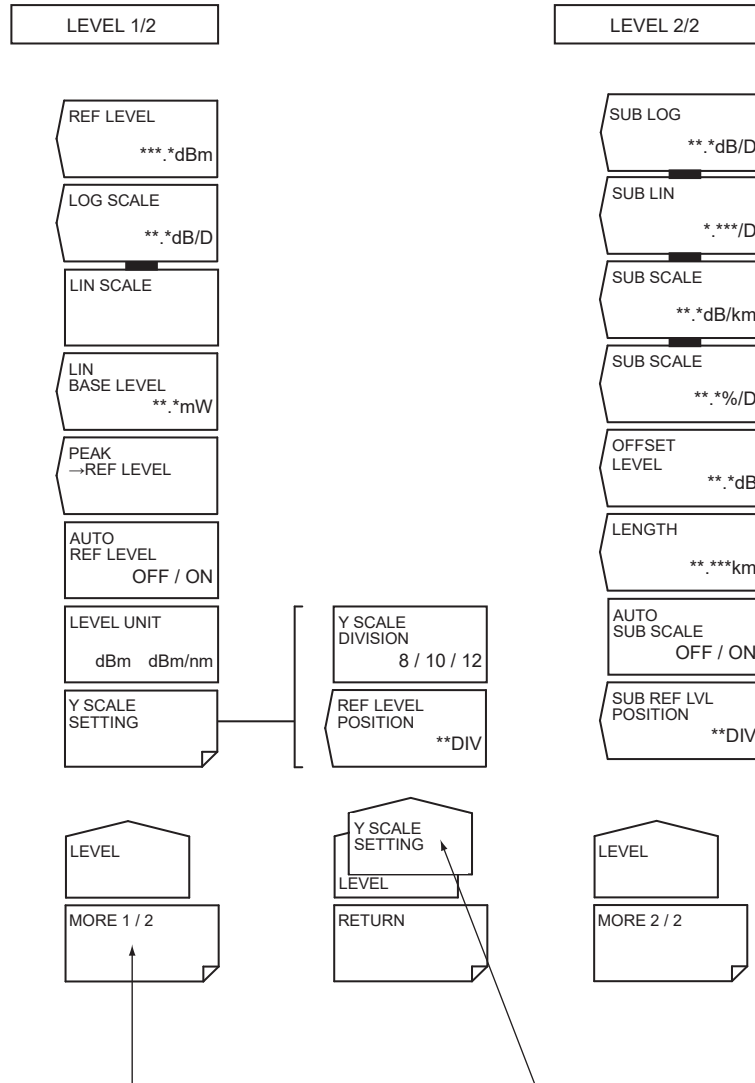 LEVEL 1/2
REF LEVEL
***.*dBm
LOG SCALE
**.*dB/D
LIN SCALE
LIN
BASE LEVEL
**.*mW
PEAK
→REF LEVEL
AUTO
REF LEVEL
OFF / ON
LEVEL UNIT
dBm dBm/nm
Y SCALE
SETTING
LEVEL
MORE 1 / 2
Y SCALE
DIVISION
8 / 10 / 12
REF LEVEL
POSITION
**DIV
Y SCALE
SETTING
LEVEL
RETURN
LEVEL 2/2
SUB LOG
**.*dB/D
SUB LIN
*.***/D
SUB SCALE
**.*dB/km
SUB SCALE
**.*%/D
OFFSET
LEVEL
**.*dB
LENGTH
**.***km
AUTO
SUB SCALE
OFF / ON
SUB REF LVL
POSITION
**DIV
LEVEL
MORE 2 / 2